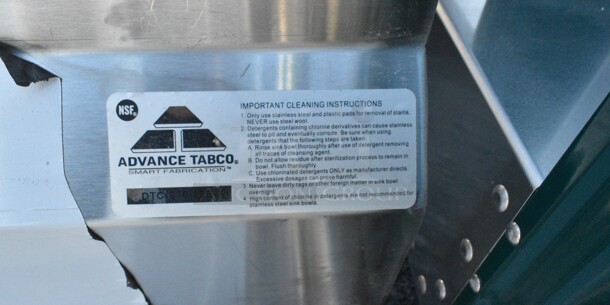 NSF®
ADVANCE TABCO®
SMART FABRICATION™
DTC
IMPORTANT CLEANING INSTRUCTIONS
1. Only use stainless steel and plastic pads for removal of stains.
NEVER use steel wool.
2. Detergents containing chlorine derivatives can cause stainless
steel to pit and eventually corrode. Be sure when using
detergents that the following steps are taken:
A. Rinse sink bowl thoroughly after use of detergent removing
all traces of cleansing agent.
B. Do not allow residue after sterilization process to remain in
bowl. Flush thoroughly.
C. Use chlorinated detergents ONLY as manufacturer directs.
Excessive dosages can prove harmful.
3. Never leave dirty rags or other foreign matter in sink bowl
overnight.
4. High content of chlorine in detergents are not recommended for
stainless steel sink bowls.